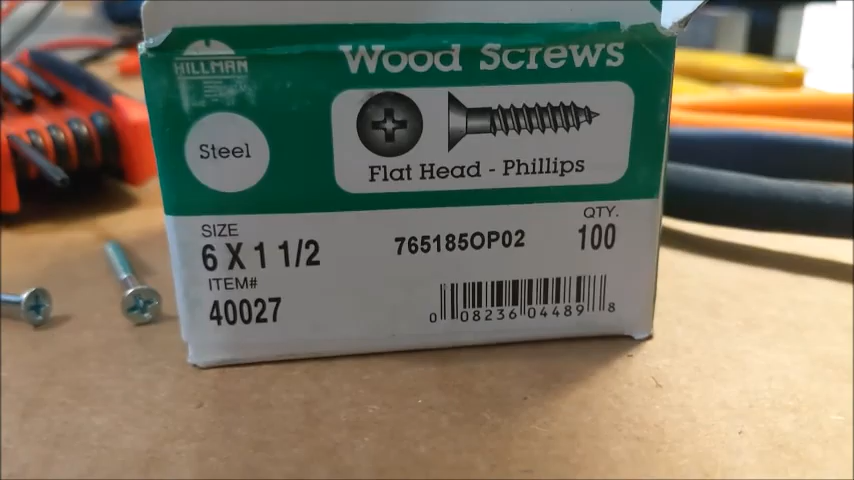 HILLMAN
Wood Screws
Steel
Flat Head - Phillips
SIZE
6 X 1 1/2
765185OP02
QTY.
100
ITEM#
40027
0 08236 04489 8